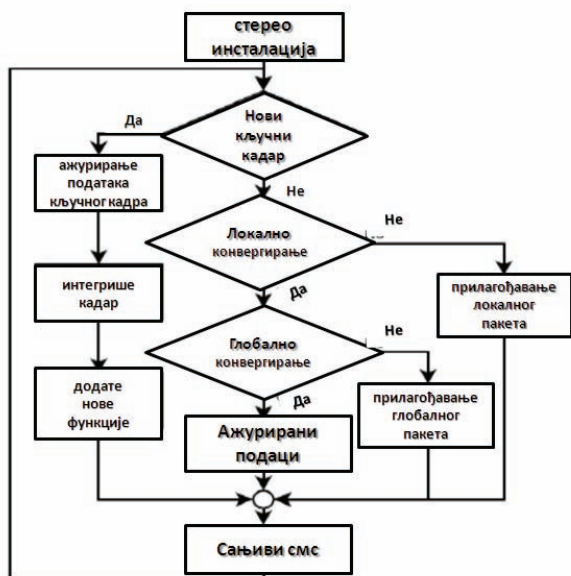 стерео
инсталација
Нови
кључни
кадар
Да
Не
ажурирање
података
кључног кадра
Локално
конвергирање
Не
Да
интегрише
кадар
прилагођавање
локалног
пакета
Глобално
конвергирање
Не
Да
додате
нове
функције
прилагођавање
глобалног
пакета
Ажурирани
подаци
Сањиви смс